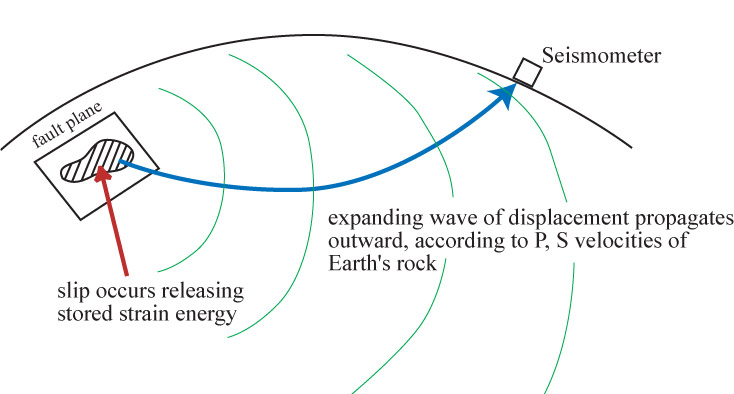 Seismometer
fault plane
expanding wave of displacement propagates
outward, according to P, S velocities of
Earth's rock
slip occurs releasing
stored strain energy